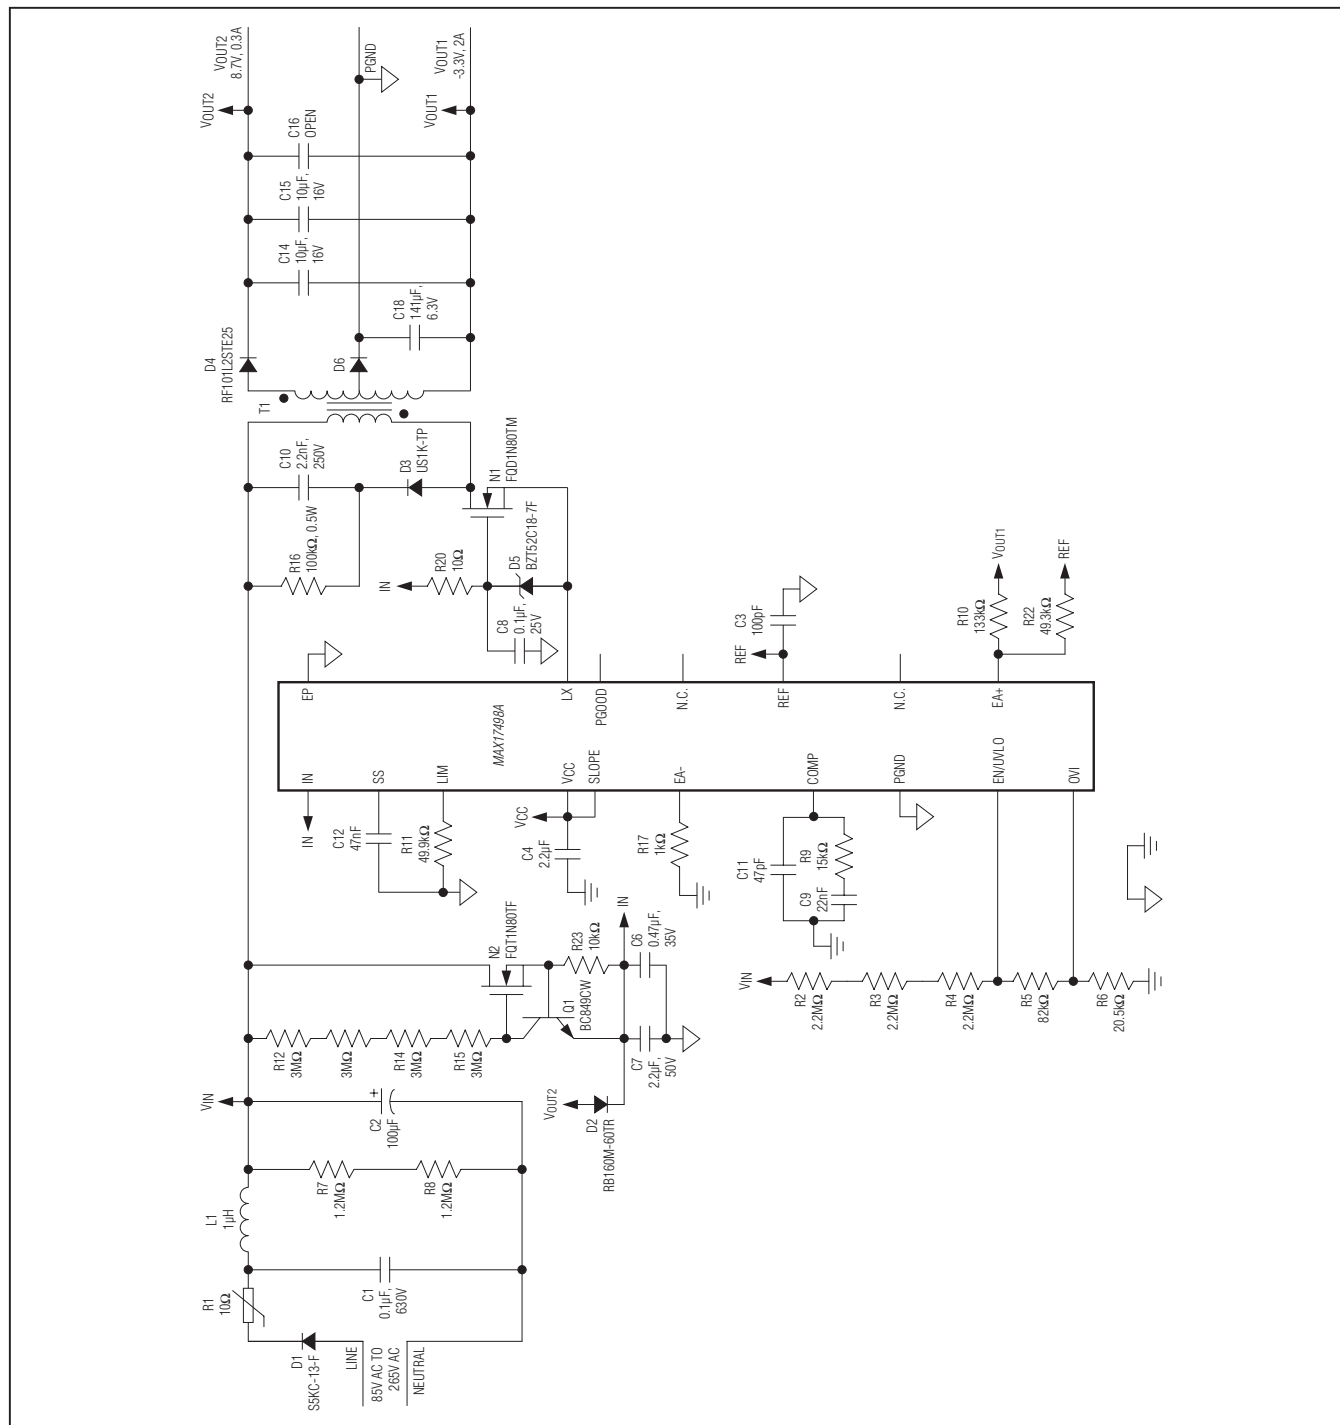 VOUT2
8.7V, 0.3A
VOUT2
PGND
VOUT1
-3.3V, 2A
VOUT1
C16
OPEN
C15
10µF,
16V
C14
10µF,
16V
C18
141µF,
6.3V
D4
RF101L2STE25
D6
T1
C10
2.2nF,
250V
D3
US1K-TP
N1
FQD1N80TM
R16
100kΩ, 0.5W
IN
R20
10Ω
D5
BZT52C18-7F
C8
0.1µF,
25V
REF
C3
100pF
VOUT1
R10
133kΩ
REF
R22
49.3kΩ
EP
LX
PGOOD
N.C.
REF
N.C.
EA+
MAX17498A
IN
SS
LIM
VCC
SLOPE
EA-
COMP
PGND
EN/UVLO
OVI
IN
C12
47nF
R11
49.9kΩ
VCC
C4
2.2µF
R17
1kΩ
C11
47pF
R9
15kΩ
C9
22nF
N2
FQT1N80TF
R23
10kΩ
IN
C6
0.47µF,
35V
Q1
BC849CW
R12
3MΩ
3MΩ
R14
3MΩ
R15
3MΩ
C7
2.2µF,
50V
VOUT2
D2
RB160M-60TR
VIN
R2
2.2MΩ
R3
2.2MΩ
R4
2.2MΩ
R5
82kΩ
R6
20.5kΩ
VIN
+
C2
100µF
R7
1.2MΩ
R8
1.2MΩ
L1
1µH
C1
0.1µF,
630V
R1
10Ω
D1
S5KC-13-F
LINE
85V AC TO
265V AC
NEUTRAL